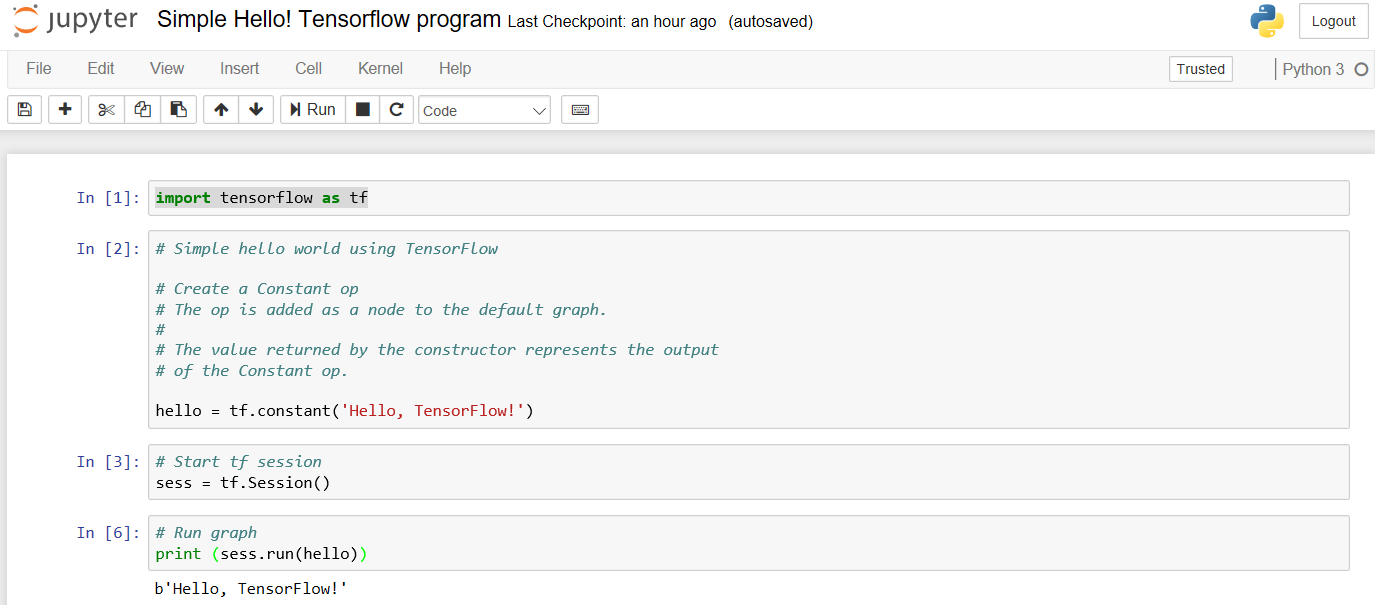 jupyter Simple Hello! Tensorflow program Last Checkpoint: an hour ago (autosaved) Logout
File Edit View Insert Cell Kernel Help Trusted Python 3
Run Code
In [1]: import tensorflow as tf
In [2]: # Simple hello world using TensorFlow
# Create a Constant op
# The op is added as a node to the default graph.
#
# The value returned by the constructor represents the output
# of the Constant op.
hello = tf.constant('Hello, TensorFlow!')
In [3]: # Start tf session
sess = tf.Session()
In [6]: # Run graph
print (sess.run(hello))
b'Hello, TensorFlow!'